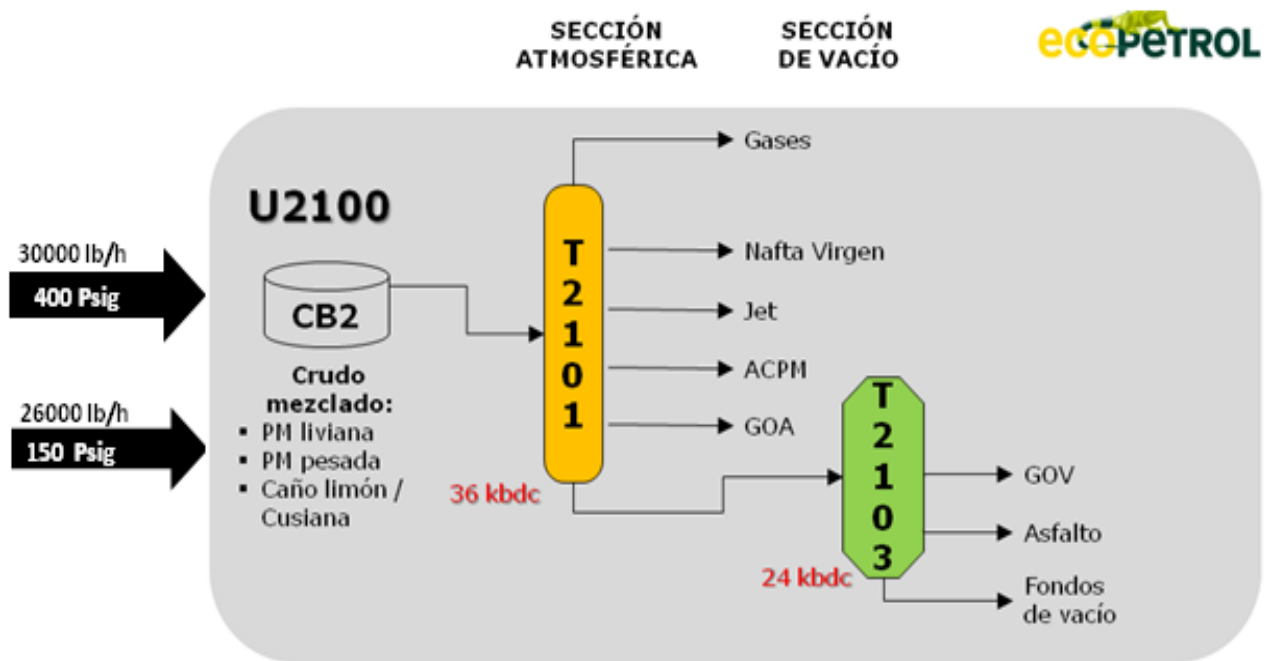 SECCIÓN
ATMOSFÉRICA
SECCIÓN
DE VACÍO
ecoPeTROL
30000 lb/h
400 Psig
26000 lb/h
150 Psig
U2100
CB2
Crudo
mezclado:
▪ PM liviana
▪ PM pesada
▪ Caño limón /
Cusiana
T
2
1
0
1
36 kbdc
Gases
Nafta Virgen
Jet
ACPM
GOA
T
2
1
0
3
24 kbdc
GOV
Asfalto
Fondos
de vacío